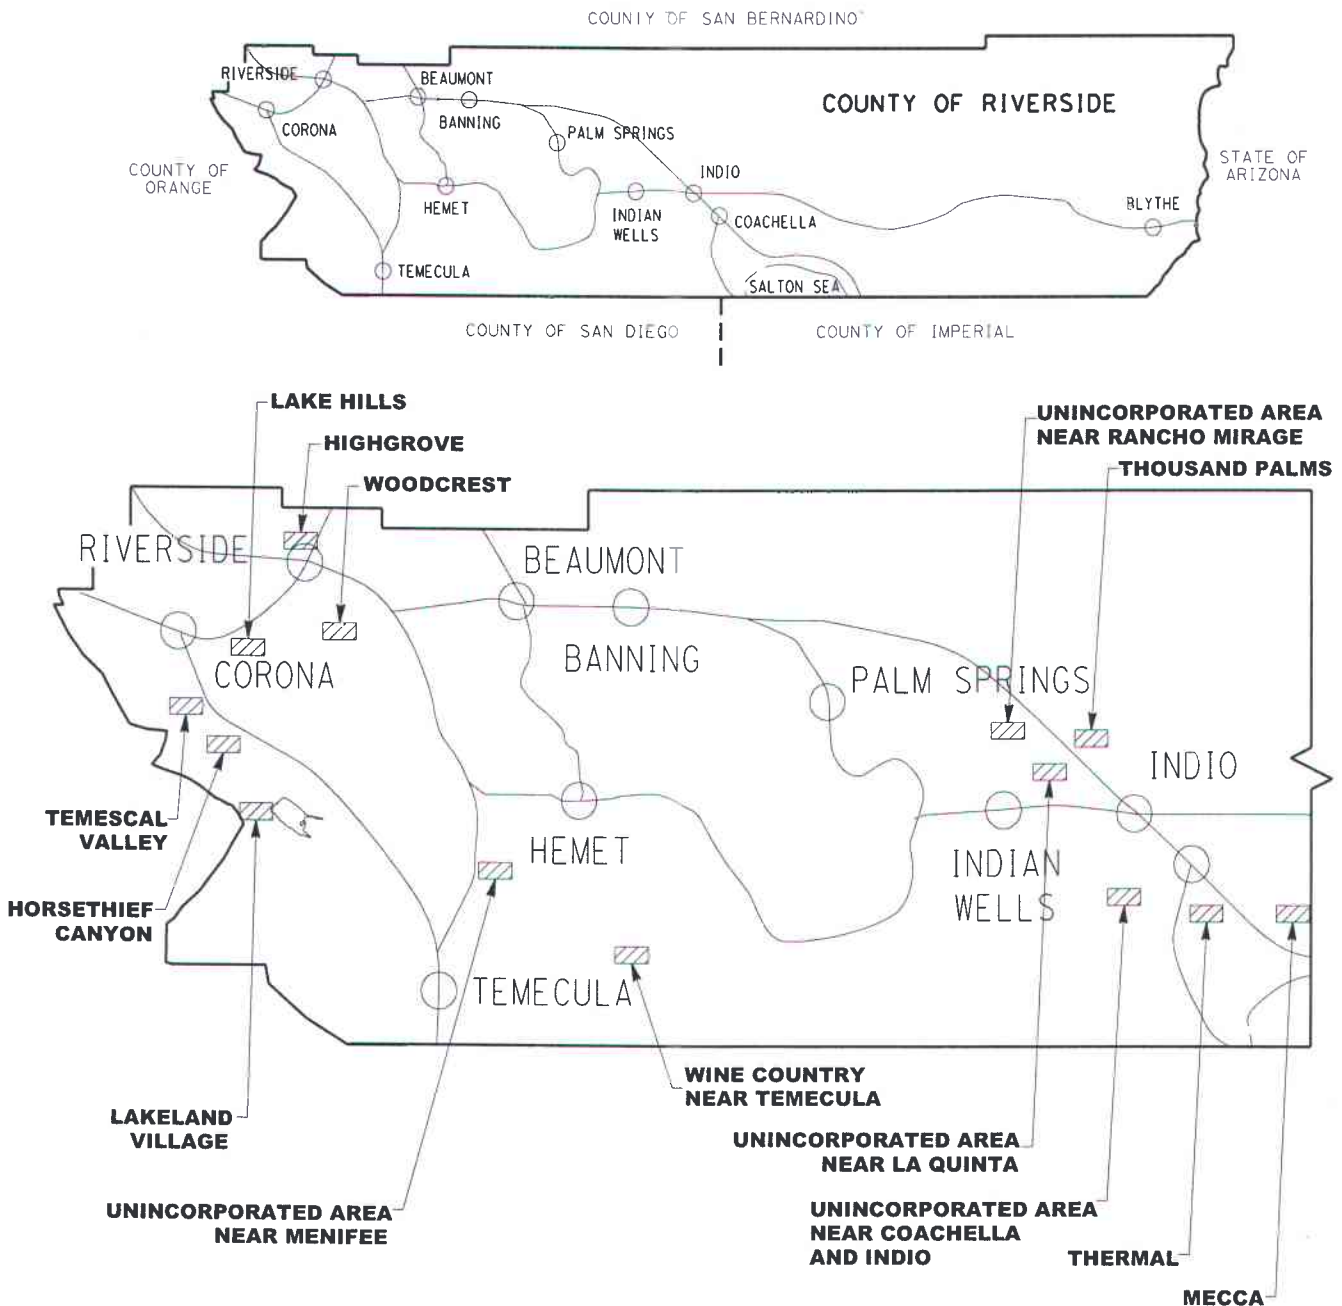 COUNTY OF SAN BERNARDINO
RIVERSIDE
BEAUMONT
COUNTY OF RIVERSIDE
CORONA
BANNING
PALM SPRINGS
COUNTY OF
ORANGE
STATE OF
ARIZONA
INDIO
HEMET
INDIAN
WELLS
COACHELLA
BLYTHE
TEMECULA
SALTON SEA
COUNTY OF SAN DIEGO
COUNTY OF IMPERIAL
LAKE HILLS
UNINCORPORATED AREA
NEAR RANCHO MIRAGE
HIGHGROVE
THOUSAND PALMS
WOODCREST
RIVERSIDE
BEAUMONT
BANNING
CORONA
PALM SPRINGS
INDIO
TEMESCAL
VALLEY
HEMET
INDIAN
WELLS
HORSETHIEF
CANYON
TEMECULA
WINE COUNTRY
NEAR TEMECULA
LAKELAND
VILLAGE
UNINCORPORATED AREA
NEAR LA QUINTA
UNINCORPORATED AREA
NEAR MENIFEE
UNINCORPORATED AREA
NEAR COACHELLA
AND INDIO
THERMAL
MECCA